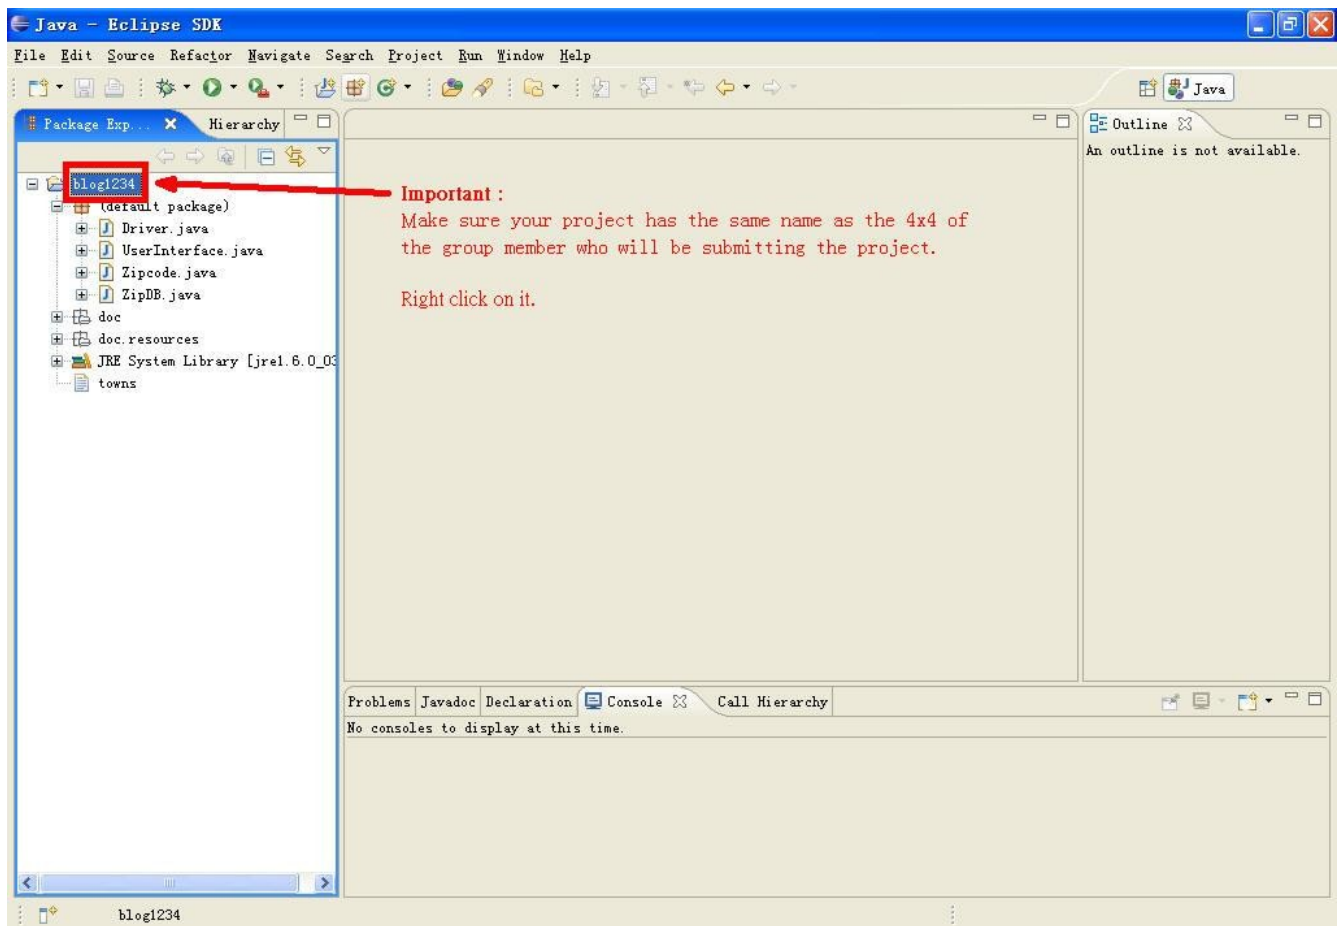 Java - Eclipse SDK
File Edit Source Refactor Navigate Search Project Run Window Help
Java
Package Exp... Hierarchy
blog1234
(default package)
Driver.java
UserInterface.java
Zipcode.java
ZipDB.java
doc
doc.resources
JRE System Library [jre1.6.0_03
towns
Important :
Make sure your project has the same name as the 4x4 of
the group member who will be submitting the project.
Right click on it.
Outline
An outline is not available.
Problems Javadoc Declaration Console Call Hierarchy
No consoles to display at this time.
blog1234